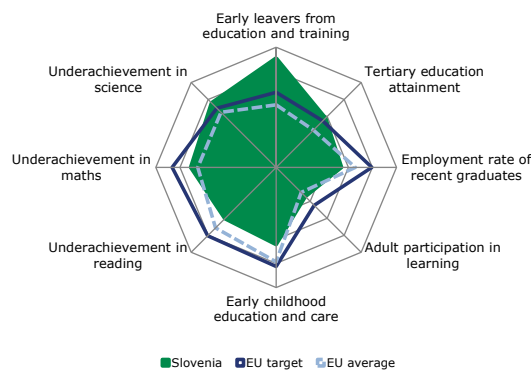 Early leavers from
education and training
Tertiary education
attainment
Employment rate of
recent graduates
Adult participation in
learning
Early childhood
education and care
Underachievement in
reading
Underachievement in
maths
Underachievement in
science
Slovenia
EU target
EU average